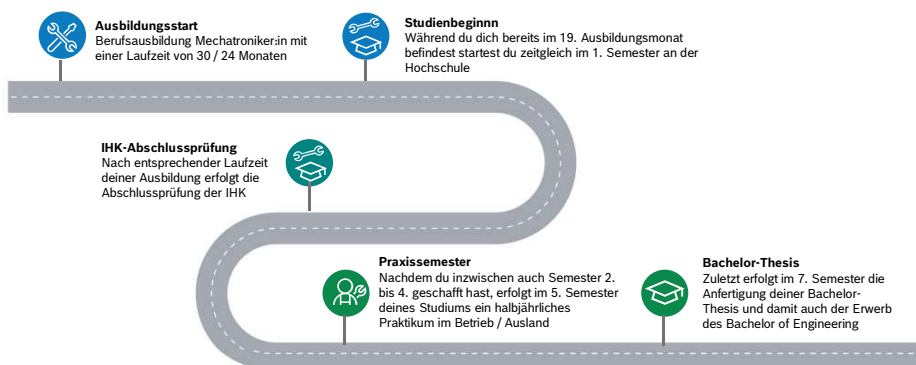 Ausbildungsstart
Berufsausbildung Mechatroniker:in mit
einer Laufzeit von 30 / 24 Monaten
Studienbeginnn
Während du dich bereits im 19. Ausbildungsmonat
befindest startest du zeitgleich im 1. Semester an der
Hochschule
IHK-Abschlussprüfung
Nach entsprechender Laufzeit
deiner Ausbildung erfolgt die
Abschlussprüfung der IHK
Praxissemester
Nachdem du inzwischen auch Semester 2.
bis 4. geschafft hast, erfolgt im 5. Semester
deines Studiums ein halbjährliches
Praktikum im Betrieb / Ausland
Bachelor-Thesis
Zuletzt erfolgt im 7. Semester die
Anfertigung deiner Bachelor-
Thesis und damit auch der Erwerb
des Bachelor of Engineering